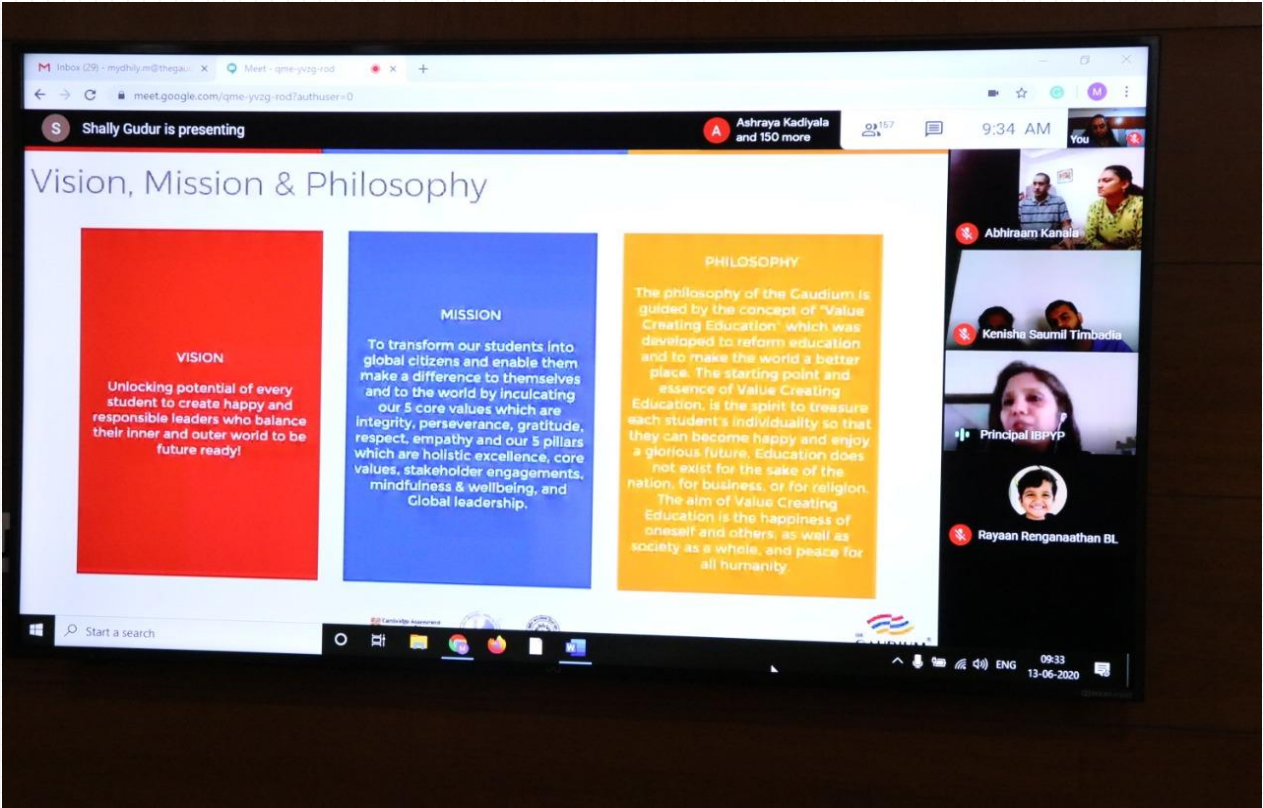 Inbox (29) - mydhily.m@thegau
Meet - qme-yvzg-rod
meet.google.com/qme-yvzg-rod?authuser=0
M
S
Shally Gudur is presenting
A
Ashraya Kadiyala
and 150 more
157
9:34 AM
You
Vision, Mission & Philosophy
VISION
Unlocking potential of every
student to create happy and
responsible leaders who balance
their inner and outer world to be
future ready!
MISSION
To transform our students into
global citizens and enable them
make a difference to themselves
and to the world by inculcating
our 5 core values which are
integrity, perseverance, gratitude,
respect, empathy and our 5 pillars
which are holistic excellence, core
values, stakeholder engagements,
mindfulness & wellbeing, and
Global leadership.
PHILOSOPHY
The philosophy of the Gaudium is
guided by the concept of "Value
Creating Education" which was
developed to reform education
and to make the world a better
place. The starting point and
essence of Value Creating
Education, is the spirit to treasure
each student's individuality so that
they can become happy and enjoy
a glorious future. Education does
not exist for the sake of the
nation, for business, or for religion.
The aim of Value Creating
Education is the happiness of
oneself and others, as well as
society as a whole, and peace for
all humanity.
Abhiraam Kanala
Kenisha Saumil Timbadia
Principal IBPYP
Rayaan Renganaathan BL
Cambridge Assessment
Start a search
ENG
09:33
13-06-2020